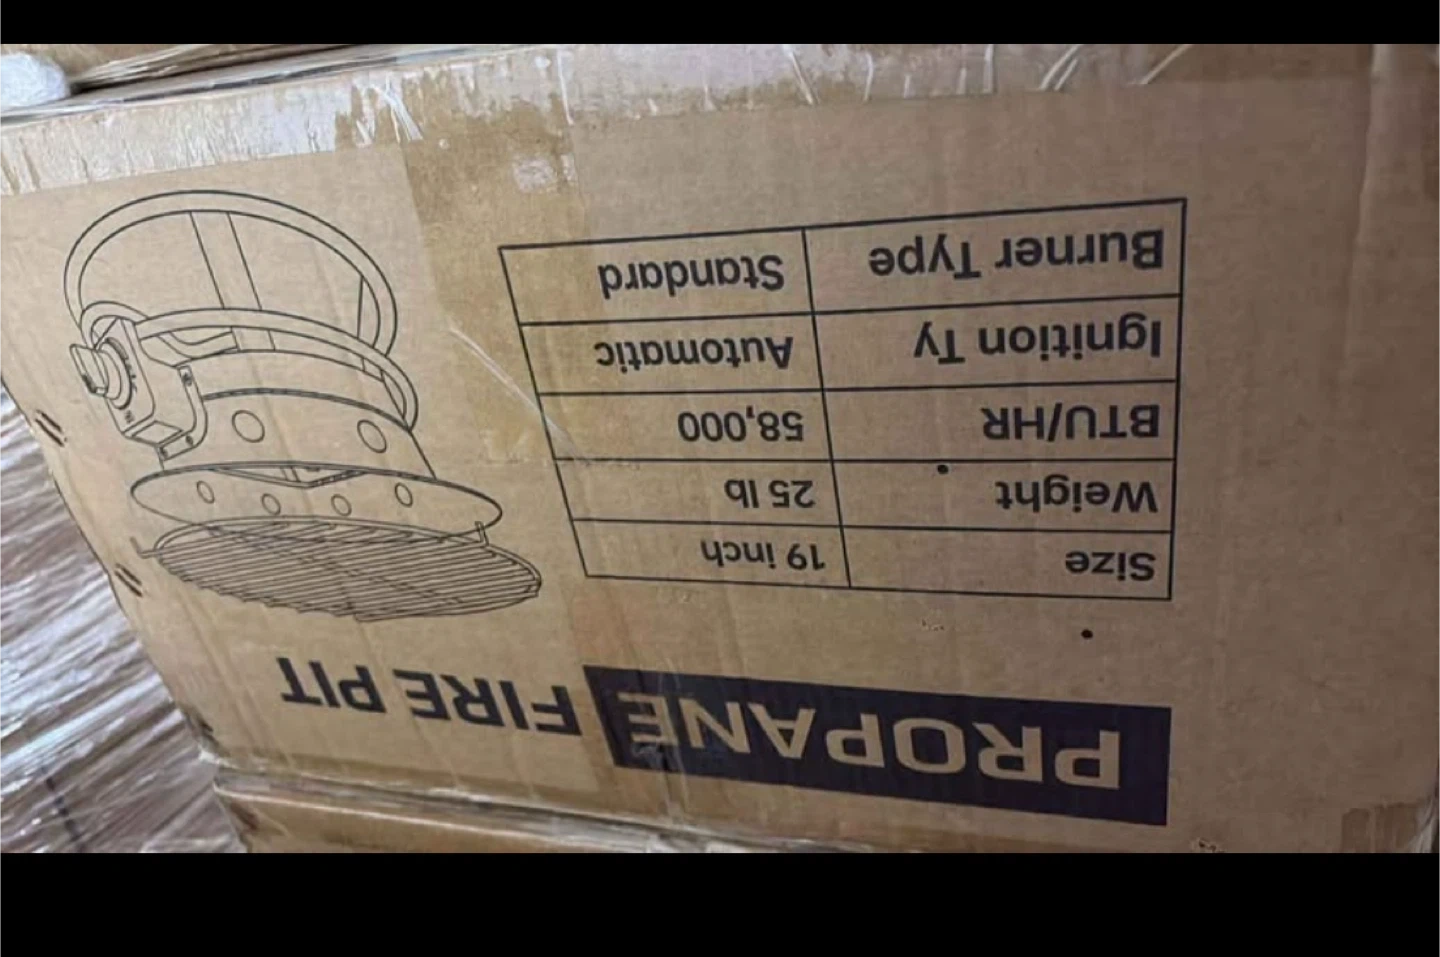 PROPANE FIRE PIT
Size 19 inch
Weight 25 lb
BTU/HR 58,000
Ignition Ty Automatic
Burner Type Standard